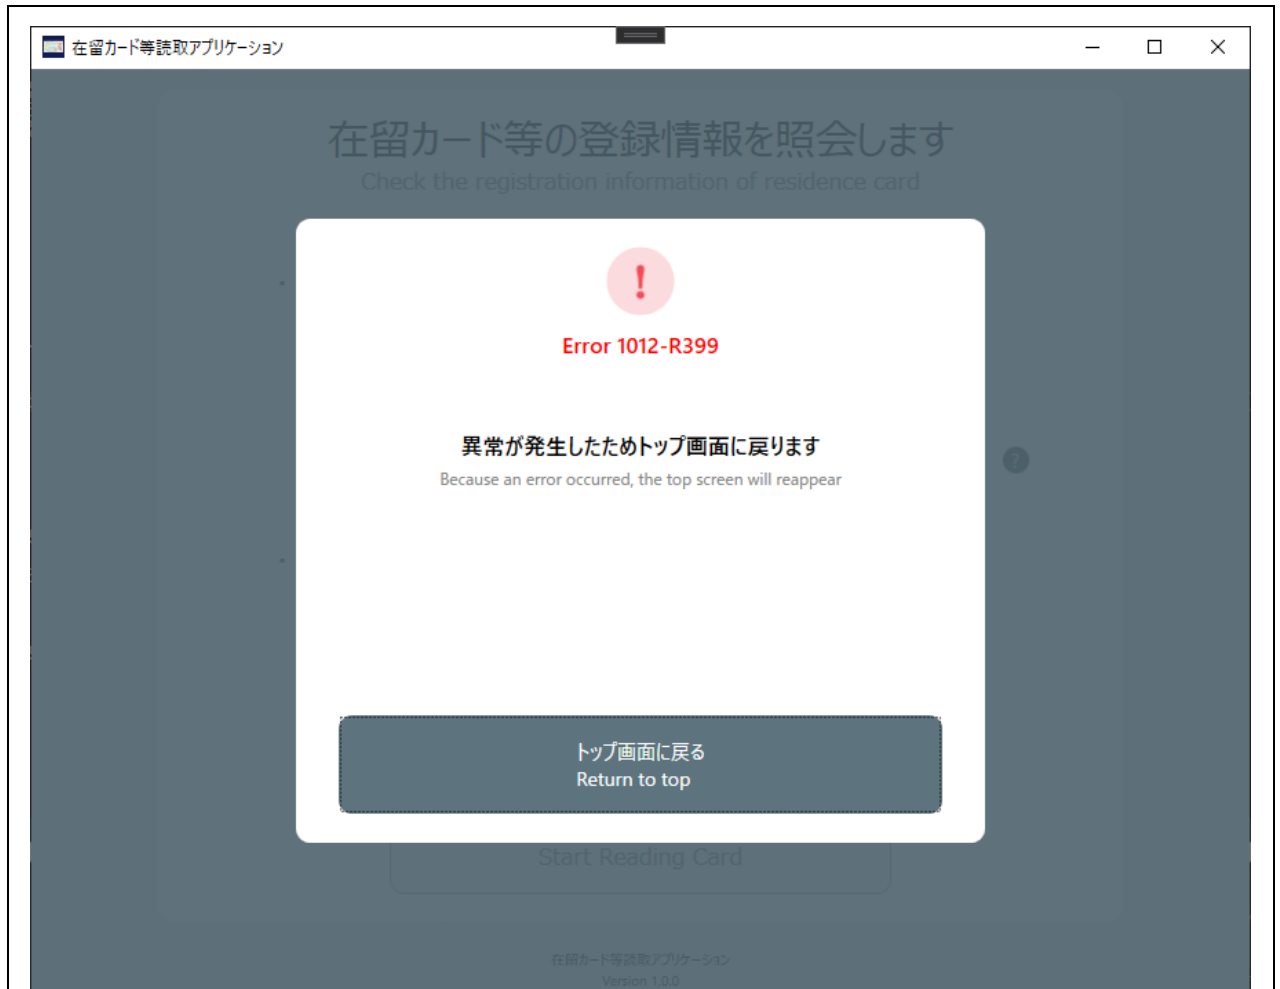 在留カード等読取アプリケーション
在留カード等の登録情報を照会します
Check the registration information of residence card
!
Error 1012-R399
異常が発生したためトップ画面に戻ります
Because an error occurred, the top screen will reappear
?
トップ画面に戻る
Return to top
Start Reading Card
在留カード等読取アプリケーション
Version 1.0.0